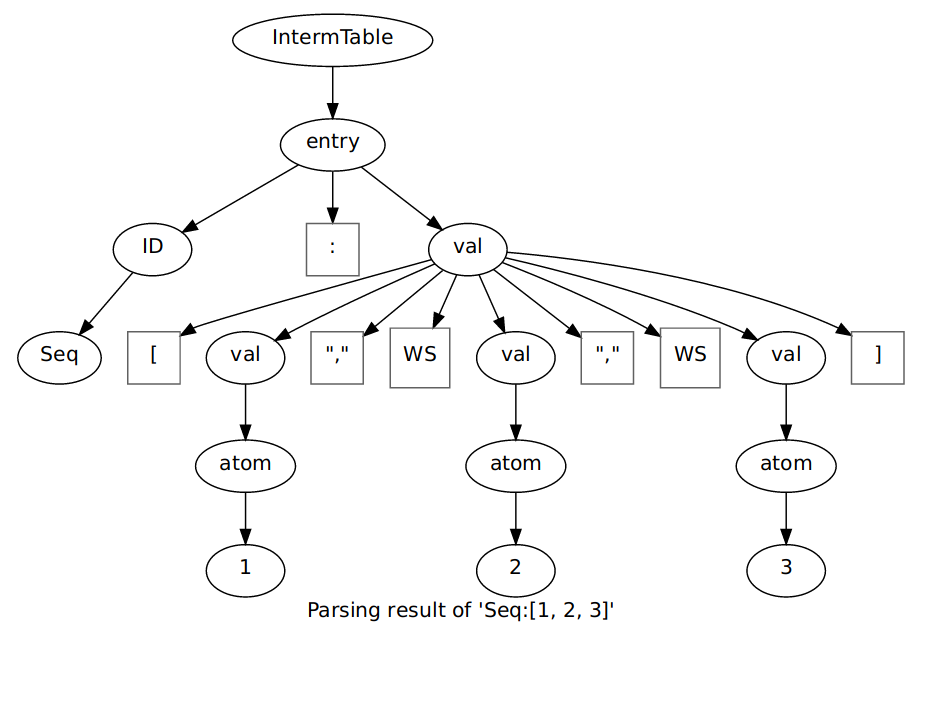 IntermTable
entry
ID : val
Seq [ val "," WS val "," WS val ]
atom atom atom
1 2 3
Parsing result of 'Seq:[1, 2, 3]'